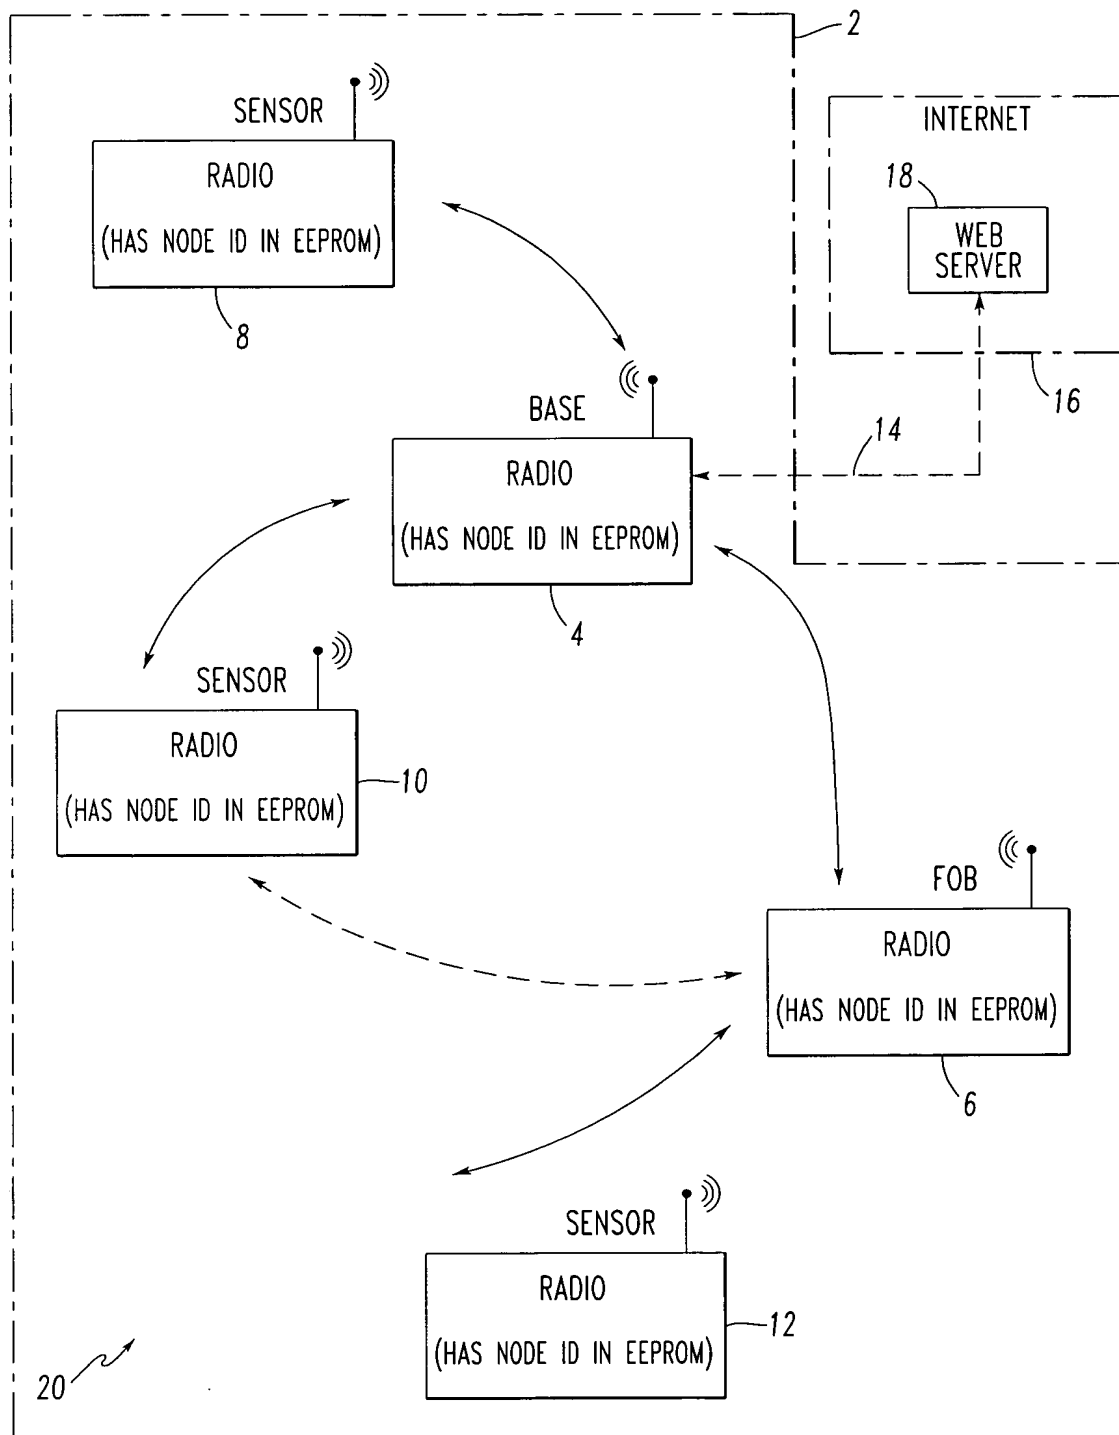 2
SENSOR
RADIO
(HAS NODE ID IN EEPROM)
8
INTERNET
18
WEB
SERVER
16
14
BASE
RADIO
(HAS NODE ID IN EEPROM)
4
SENSOR
RADIO
(HAS NODE ID IN EEPROM)
10
FOB
RADIO
(HAS NODE ID IN EEPROM)
6
SENSOR
RADIO
(HAS NODE ID IN EEPROM)
12
20